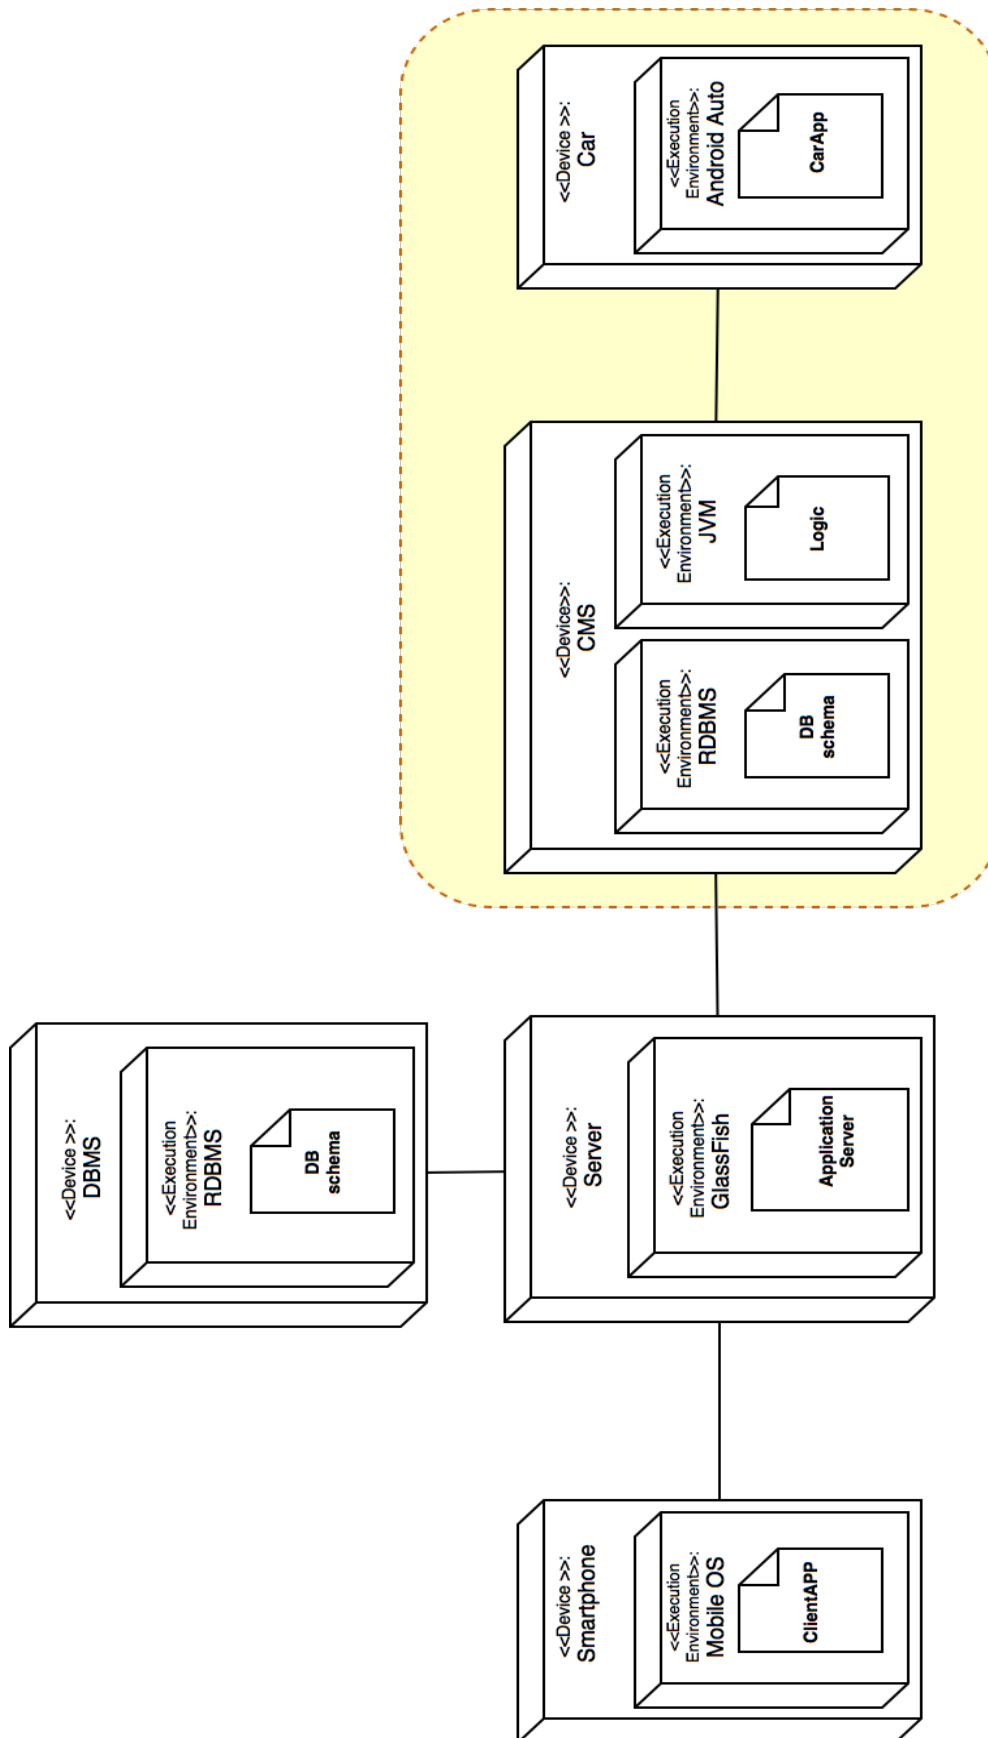 <<Device >>:
DBMS
<<Execution
Environment>>:
RDBMS
DB
schema
<<Device >>:
Smartphone
<<Execution
Environment>>:
Mobile OS
ClientAPP
<<Device >>:
Server
<<Execution
Environment>>:
GlassFish
Application
Server
<<Device>>:
CMS
<<Execution
Environment>>:
RDBMS
DB
schema
<<Execution
Environment>>:
JVM
Logic
<<Device >>:
Car
<<Execution
Environment>>:
Android Auto
CarApp